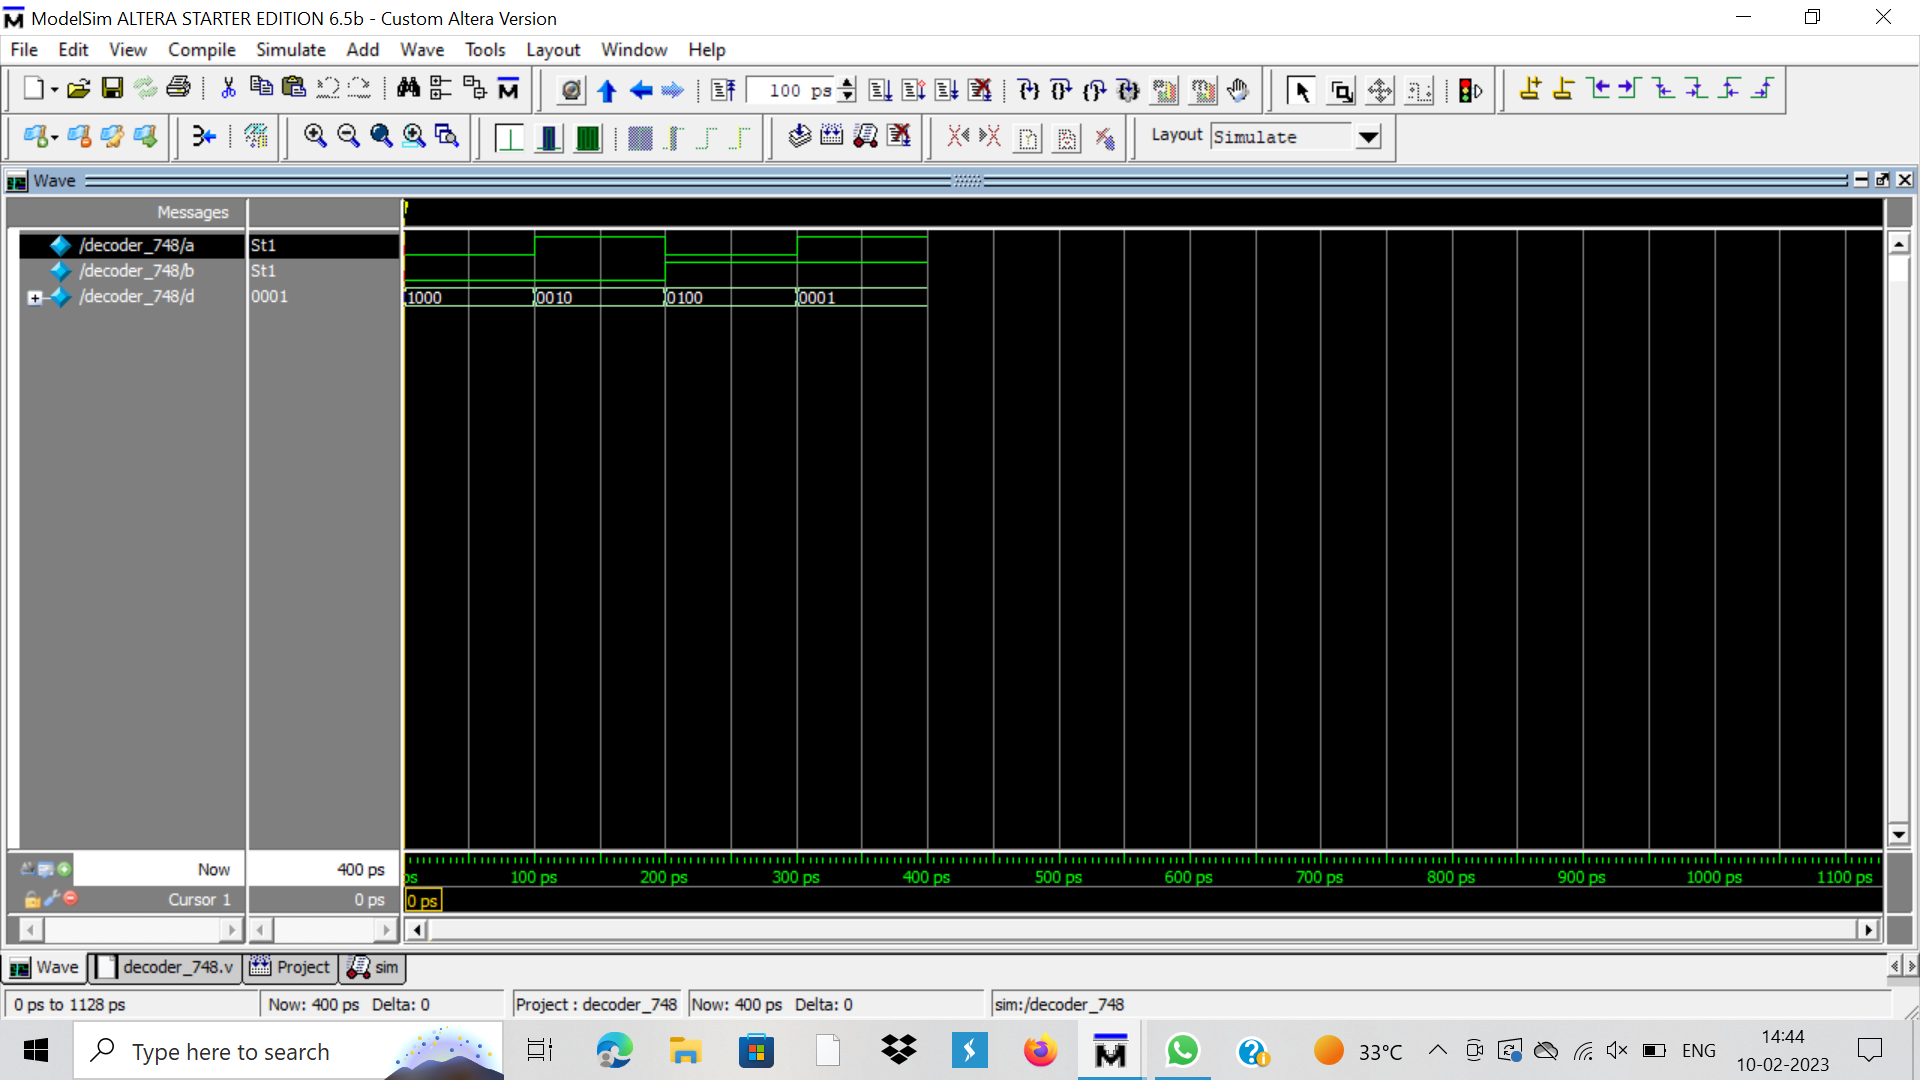 ModelSim ALTERA STARTER EDITION 6.5b - Custom Altera Version
File Edit View Compile Simulate Add Wave Tools Layout Window Help
100 ps
Layout Simulate
Wave
Messages
/decoder_748/a St1
/decoder_748/b St1
/decoder_748/d 0001 1000 0010 0100 0001
Now 400 ps ps 100 ps 200 ps 300 ps 400 ps 500 ps 600 ps 700 ps 800 ps 900 ps 1000 ps 1100 ps
Cursor 1 0 ps 0 ps
Wave decoder_748.v Project sim
0 ps to 1128 ps Now: 400 ps Delta: 0 Project : decoder_748 Now: 400 ps Delta: 0 sim:/decoder_748
Type here to search 33°C ENG 14:44
10-02-2023